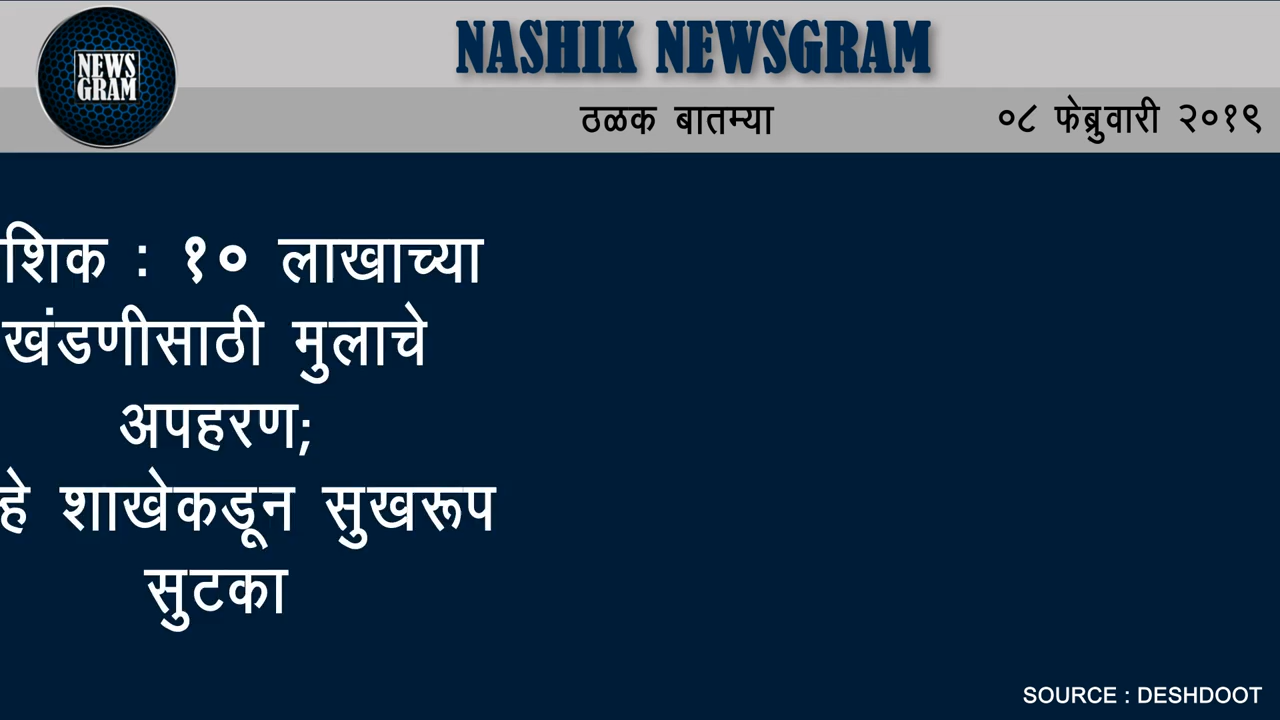 NEWS
GRAM
NASHIK NEWSGRAM
ठळक बातम्या
०८ फेब्रुवारी २०१९
शिक : १० लाखाच्या
खंडणीसाठी मुलाचे
अपहरण;
हे शाखेकडून सुखरूप
सुटका
SOURCE : DESHDOOT